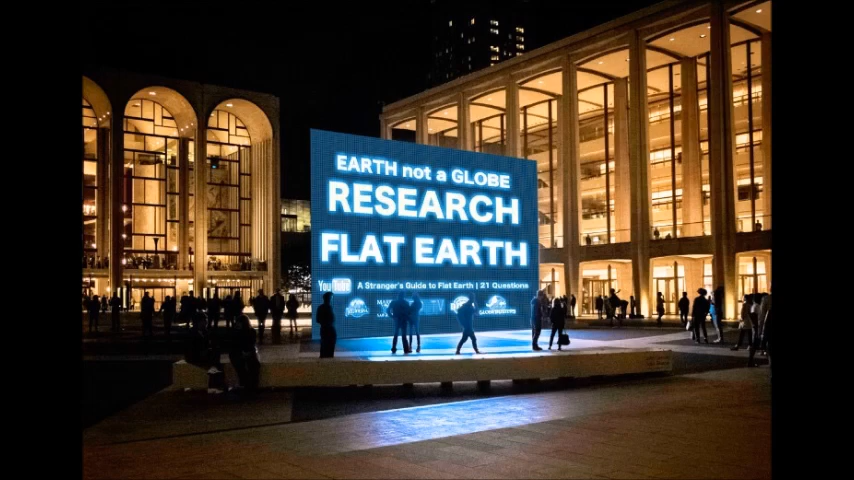 EARTH not a GLOBE
RESEARCH
FLAT EARTH
YouTube A Stranger's Guide to Flat Earth | 21 Questions